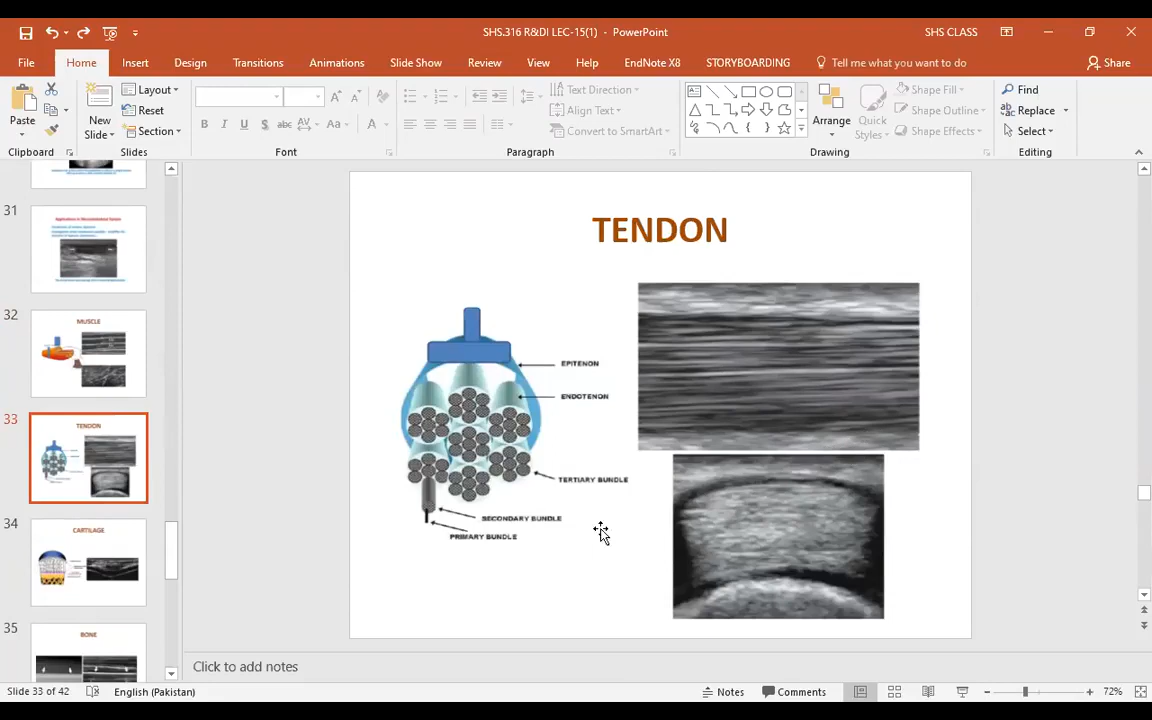 SHS.316 R&DI LEC-15(1) - PowerPoint
SHS CLASS
File Home Insert Design Transitions Animations Slide Show Review View Help EndNote X8 STORYBOARDING Tell me what you want to do Share
Paste
New Slide
Layout
Reset
Section
B I U S abc AV Aa A
Text Direction
Align Text
Convert to SmartArt
Arrange
Quick Styles
Shape Fill
Shape Outline
Shape Effects
Find
Replace
Select
Clipboard Slides Font Paragraph Drawing Editing
31
32
MUSCLE
33
TENDON
34
CARTILAGE
35
BONE
TENDON
EPITENON
ENDOTENON
TERTIARY BUNDLE
SECONDARY BUNDLE
PRIMARY BUNDLE
Click to add notes
Slide 33 of 42 English (Pakistan) Notes Comments 72%